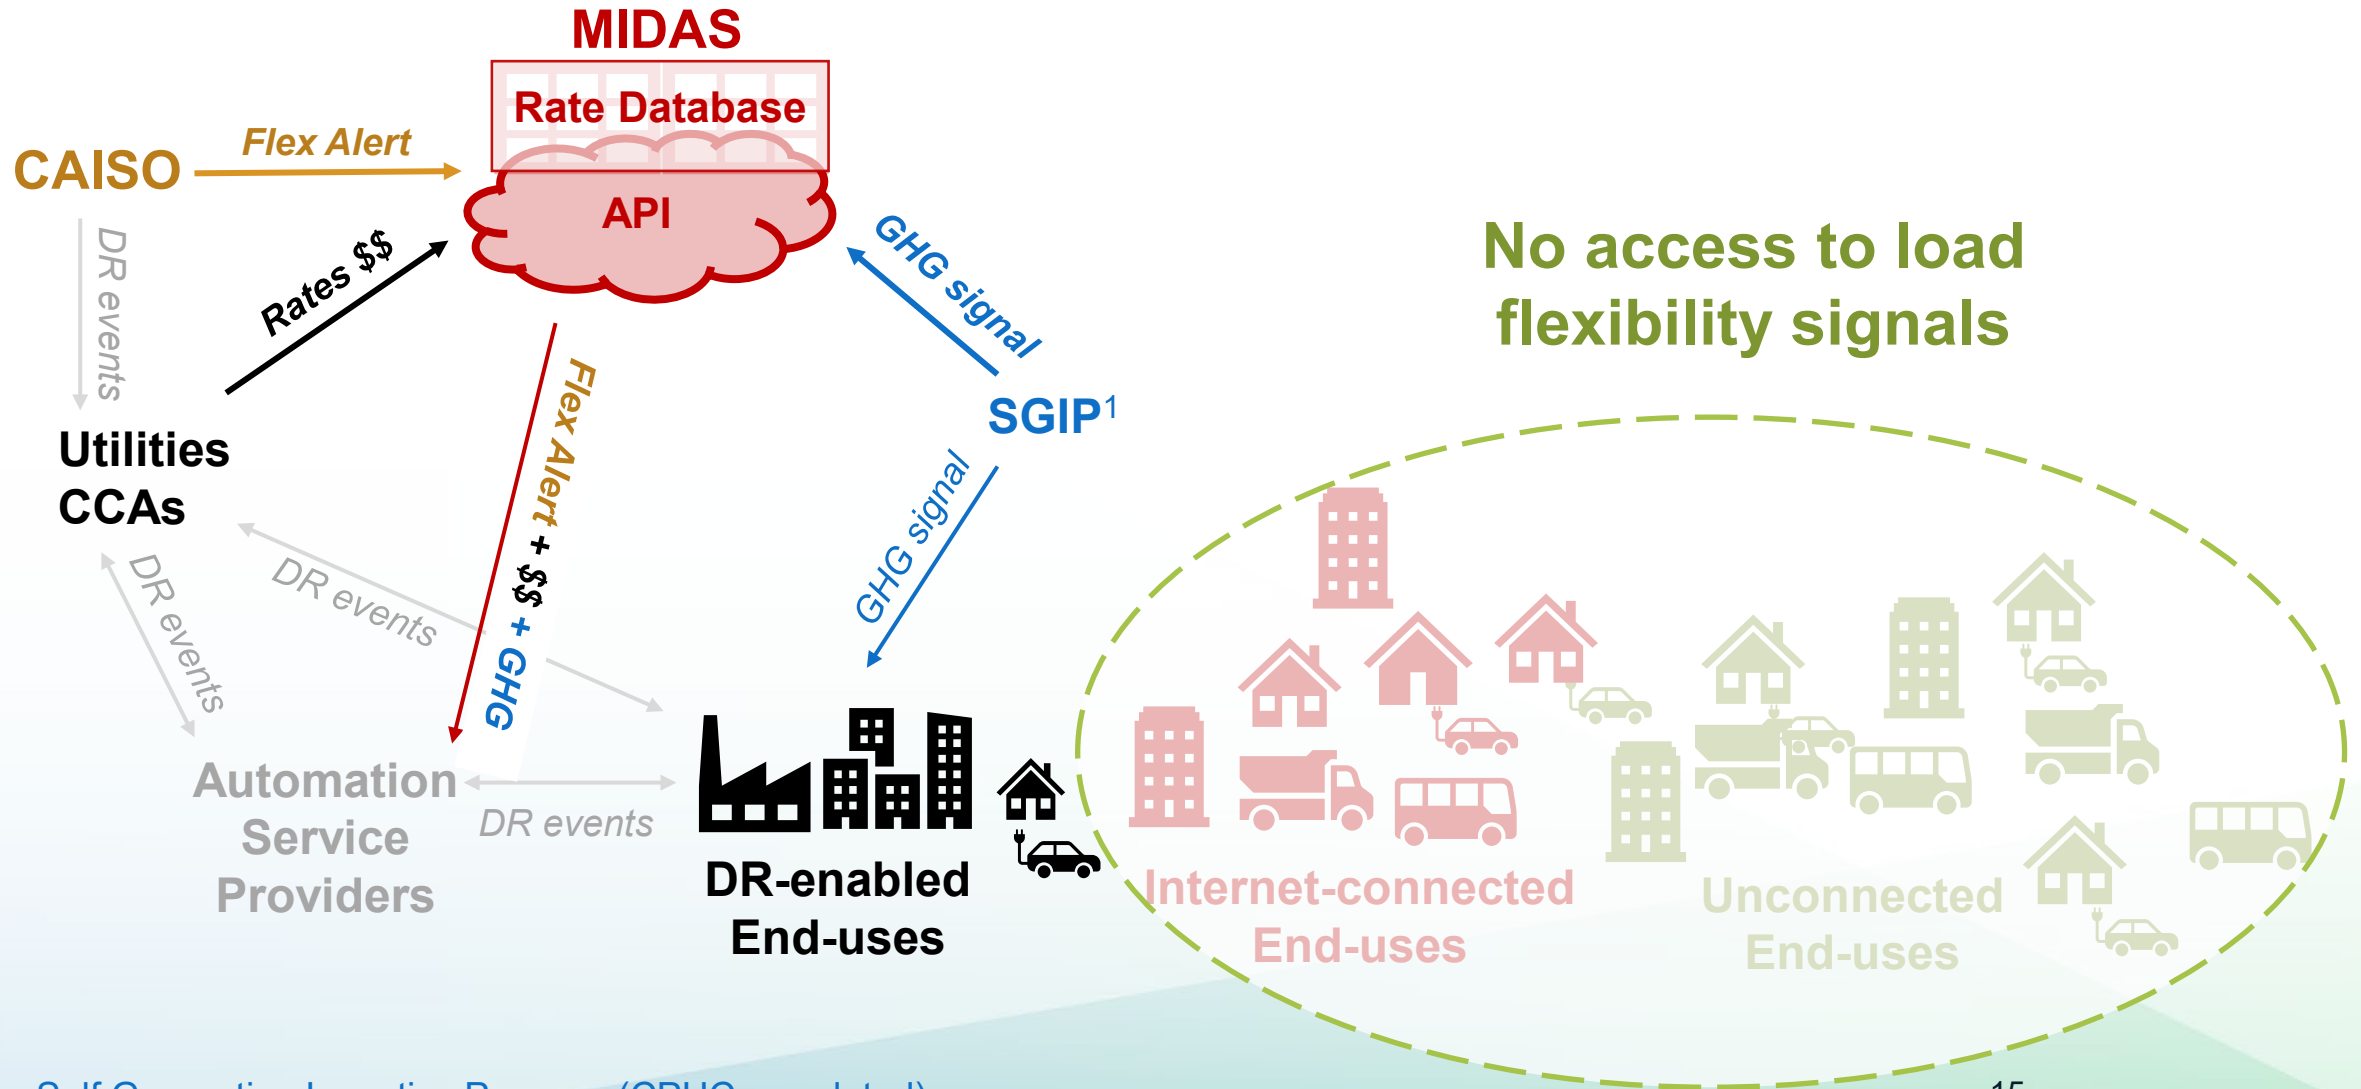 MIDAS
Rate Database
API
CAISO
Flex Alert
DR events
Rates $$
GHG signal
SGIP¹
GHG signal
Utilities
CCAs
DR events
DR events
Flex Alert + $$ + GHG
Automation
Service
Providers
DR events
DR-enabled
End-uses
No access to load
flexibility signals
Internet-connected
End-uses
Unconnected
End-uses